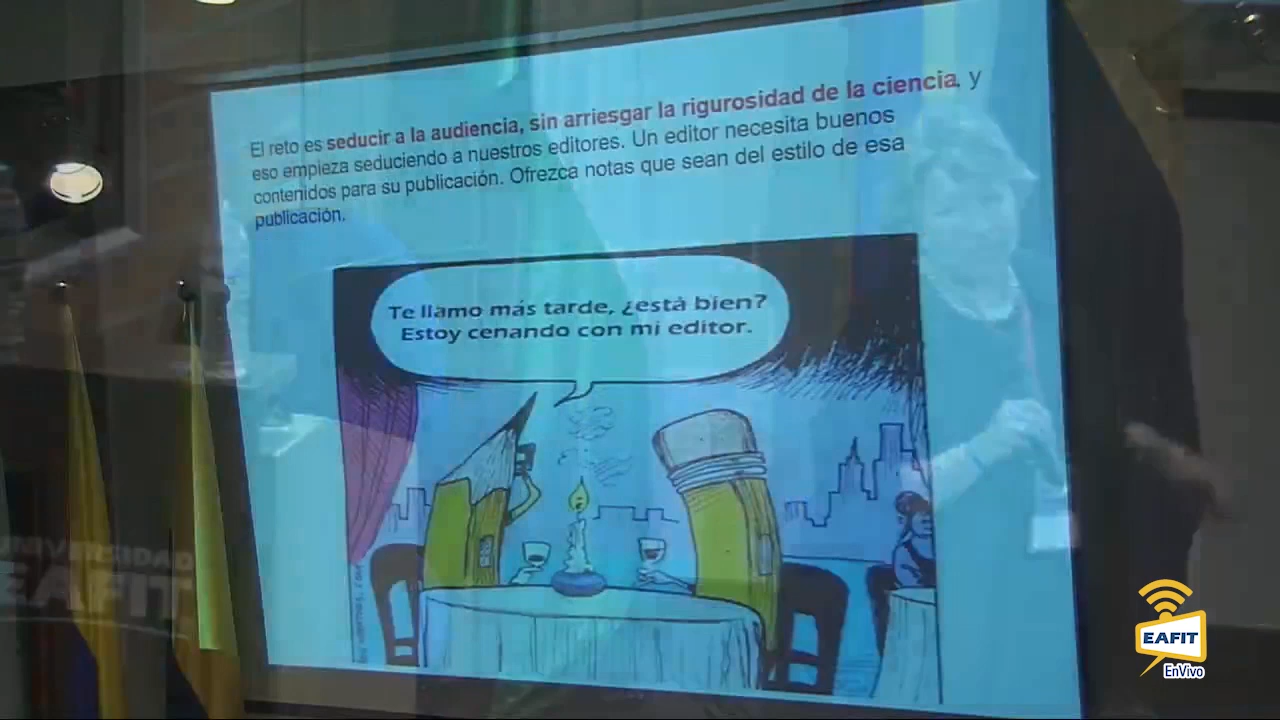 El reto es seducir a la audiencia, sin arriesgar la rigurosidad de la ciencia, y
eso empieza seduciendo a nuestros editores. Un editor necesita buenos
contenidos para su publicación. Ofrezca notas que sean del estilo de esa
publicación.
Te llamo más tarde, ¿está bien?
Estoy cenando con mi editor.
UNIVERSIDAD
EAFIT
EAFIT
EnVivo